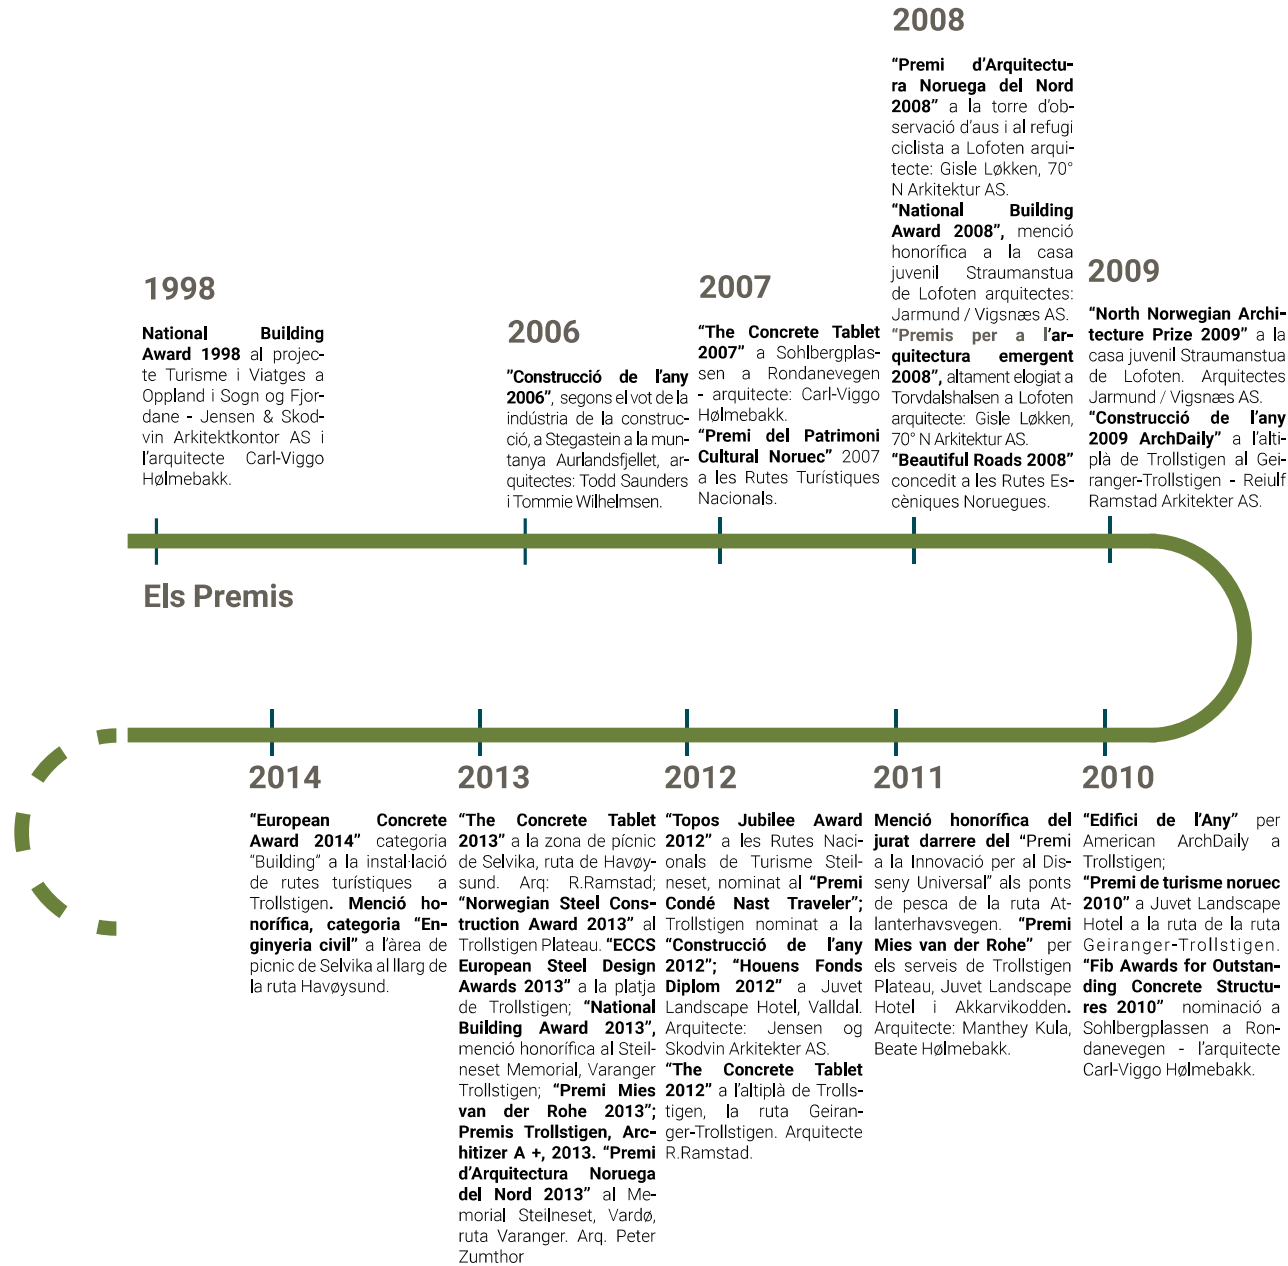 1998
National Building
Award 1998 al projec-
te Turisme i Viatges a
Oppland i Sogn og Fjor-
dane - Jensen & Skod-
vin Arkitektkontor AS i
l'arquitecte Carl-Viggo
Hølmebakk.
2006
"Construcció de l'any
2006", segons el vot de la
indústria de la construc-
ció, a Stegastein a la mun-
tanya Aurlandsfjellet, ar-
quitectes: Todd Saunders
i Tommie Wilhelmsen.
2007
"The Concrete Tablet
2007" a Sohlbergplas-
sen a Rondanevegen
- arquitecte: Carl-Viggo
Hølmebakk.
"Premi del Patrimoni
Cultural Noruec" 2007
a les Rutes Turístiques
Nacionals.
2008
"Premi d'Arquitectu-
ra Noruega del Nord
2008" a la torre d'ob-
servació d'aus i al refugi
ciclista a Lofoten arqui-
tecte: Gisle Løkken, 70°
N Arkitektur AS.
"National Building
Award 2008", menció
honorífica a la casa
juvenil Straumanstua
de Lofoten arquitectes:
Jarmund / Vigsnæs AS.
"Premis per a l'ar-
quitectura emergent
2008", altament elogiat a
Torvdalshalsen a Lofoten
arquitecte: Gisle Løkken,
70° N Arkitektur AS.
"Beautiful Roads 2008"
concedit a les Rutes Es-
cèniques Noruegues.
2009
"North Norwegian Archi-
tecture Prize 2009" a la
casa juvenil Straumanstua
de Lofoten. Arquitectes
Jarmund / Vigsnæs AS.
"Construcció de l'any
2009 ArchDaily" a l'alti-
plà de Trollstigen al Gei-
ranger-Trollstigen - Reiulf
Ramstad Arkitekter AS.
Els Premis
2014
"European Concrete
Award 2014" categoria
"Building" a la instal·lació
de rutes turístiques a
Trollstigen. Menció ho-
norífica, categoria "En-
ginyeria civil" a l'àrea de
picnic de Selvika al llarg de
la ruta Havøysund.
2013
"The Concrete Tablet
2013" a la zona de pícnic
de Selvika, ruta de Havøy-
sund. Arq: R.Ramstad;
"Norwegian Steel Cons-
truction Award 2013" al
Trollstigen Plateau. "ECCS
European Steel Design
Awards 2013" a la platja
de Trollstigen; "National
Building Award 2013",
menció honorífica al Steil-
neset Memorial, Varanger
Trollstigen; "Premi Mies
van der Rohe 2013";
Premis Trollstigen, Arc-
hitizer A +, 2013. "Premi
d'Arquitectura Noruega
del Nord 2013" al Me-
morial Steilneset, Vardø,
ruta Varanger. Arq. Peter
Zumthor
2012
"Topos Jubilee Award
2012" a les Rutes Naci-
onals de Turisme Steil-
neset, nominat al "Premi
Condé Nast Traveler";
Trollstigen nominat a la
"Construcció de l'any
2012"; "Houens Fonds
Diplom 2012" a Juvet
Landscape Hotel, Valldal.
Arquitecte: Jensen og
Skodvin Arkitekter AS.
"The Concrete Tablet
2012" a l'altiplà de Trolls-
tigen, la ruta Geiran-
ger-Trollstigen. Arquitecte
R.Ramstad.
2011
Menció honorífica del
jurat darrere del "Premi
a la Innovació per al Dis-
seny Universal" als ponts
de pesca de la ruta At-
lanterhavsvegen. "Premi
Mies van der Rohe" per
els serveis de Trollstigen
Plateau, Juvet Landscape
Hotel i Akkarvikodden.
Arquitecte: Manthey Kula,
Beate Hølmebakk.
2010
"Edifici de l'Any" per
American ArchDaily a
Trollstigen;
"Premi de turisme noruec
2010" a Juvet Landscape
Hotel a la ruta de la ruta
Geiranger-Trollstigen.
"Fib Awards for Outstan-
ding Concrete Structu-
res 2010" nominació a
Sohlbergplassen a Ron-
danevegen - l'arquitecte
Carl-Viggo Hølmebakk.